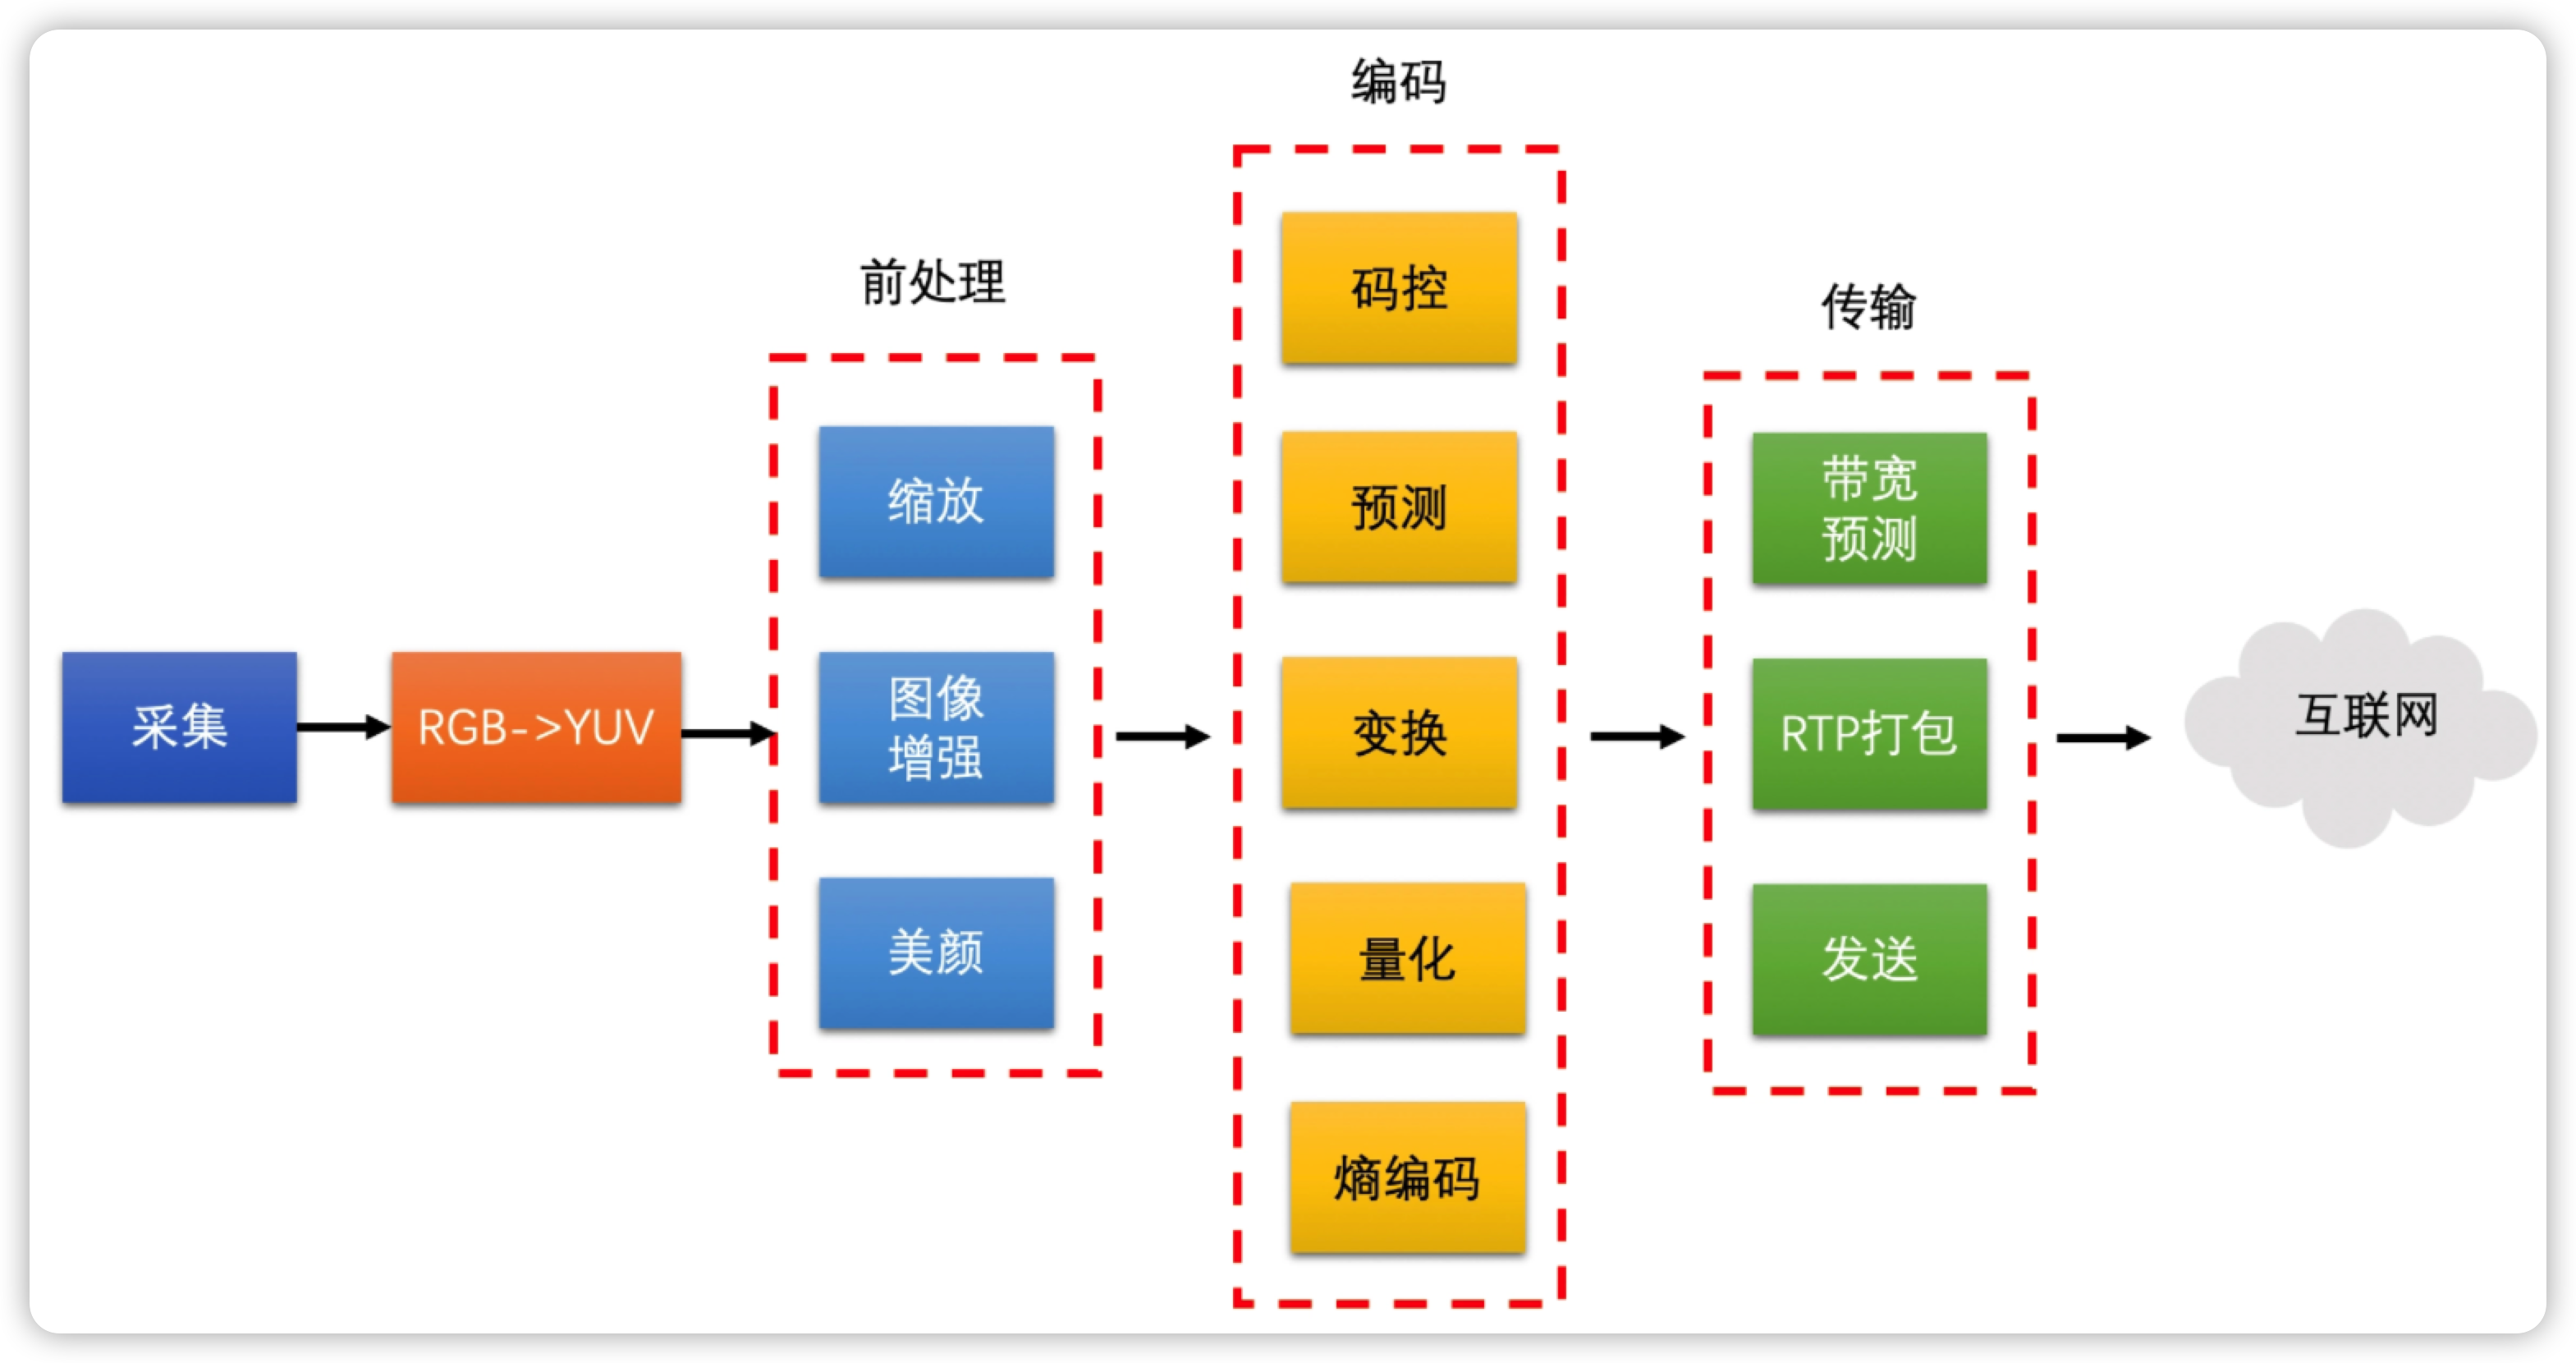 采集
RGB->YUV
前处理
缩放
图像
增强
美颜
编码
码控
预测
变换
量化
熵编码
传输
带宽
预测
RTP打包
发送
互联网